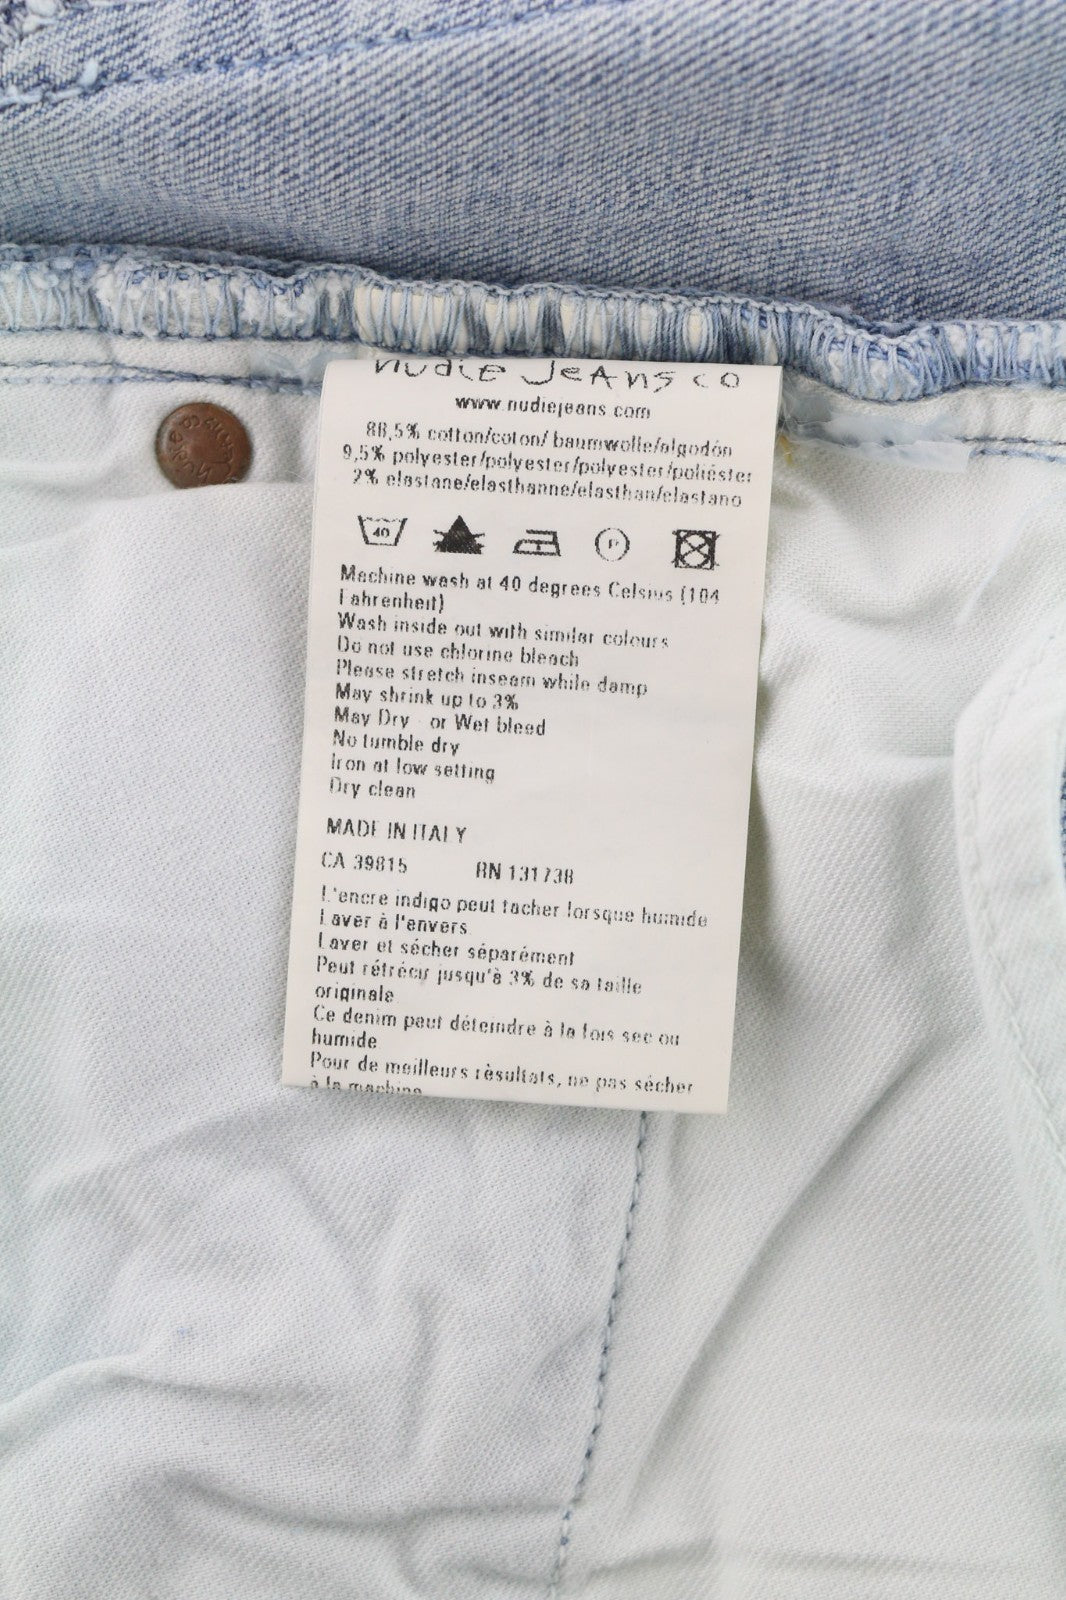 nudie Jeans co
www.nudiejeans.com
88,5% cotton/coton/ baumwolle/algodón
9,5% polyester/polyester/polyester/poliéster
2% elastane/elasthanne/elasthan/elastano
40
P
Machine wash at 40 degrees Celsius (104
Fahrenheit)
Wash inside out with similar colours
Do not use chlorine bleach
Please stretch inseam while damp
May shrink up to 3%
May Dry - or Wet bleed
No tumble dry
Iron at low setting
Dry clean
MADE IN ITALY
CA 39815 RN 131738
L'encre indigo peut tacher lorsque humide
Laver à l'envers
Laver et sécher séparément
Peut rétrécir jusqu'à 3% de sa taille
originale
Ce denim peut déteindre à la fois sec ou
humide
Pour de meilleurs rèsultats, ne pas sécher
à la machine